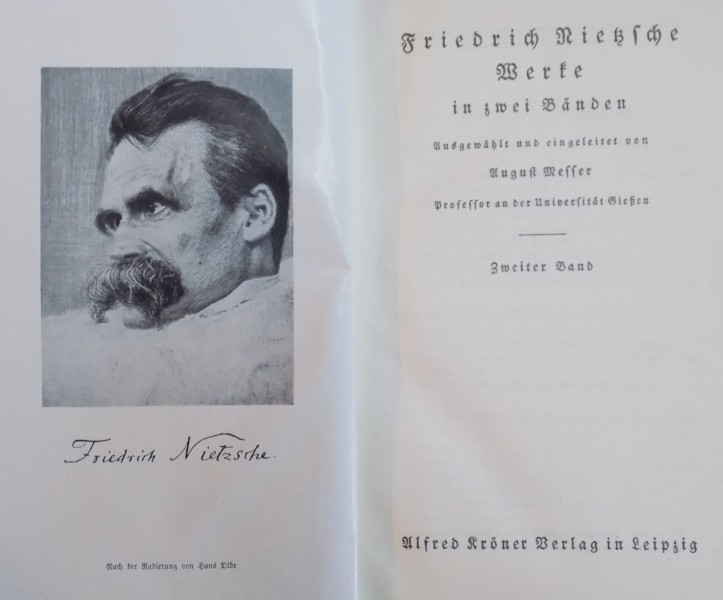 Friedrich Nietzsche.
Nach der Radierung von Hans Olde
Friedrich Nietzſche
Werke
in zwei Bänden
Ausgewählt und eingeleitet von
Auguſt Meſſer
Profeſſor an der Univerſität Gießen
Zweiter Band
Alfred Kröner Verlag in Leipzig